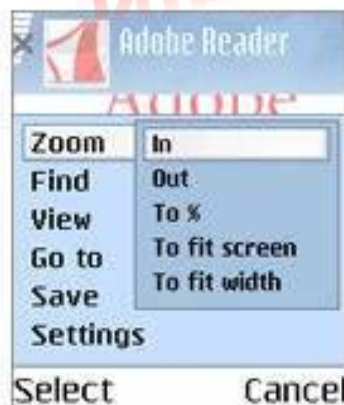 Adobe Reader
Adobe
Zoom
In
Find
Out
View
To %
Go to
To fit screen
Save
To fit width
Settings
Select
Cancel